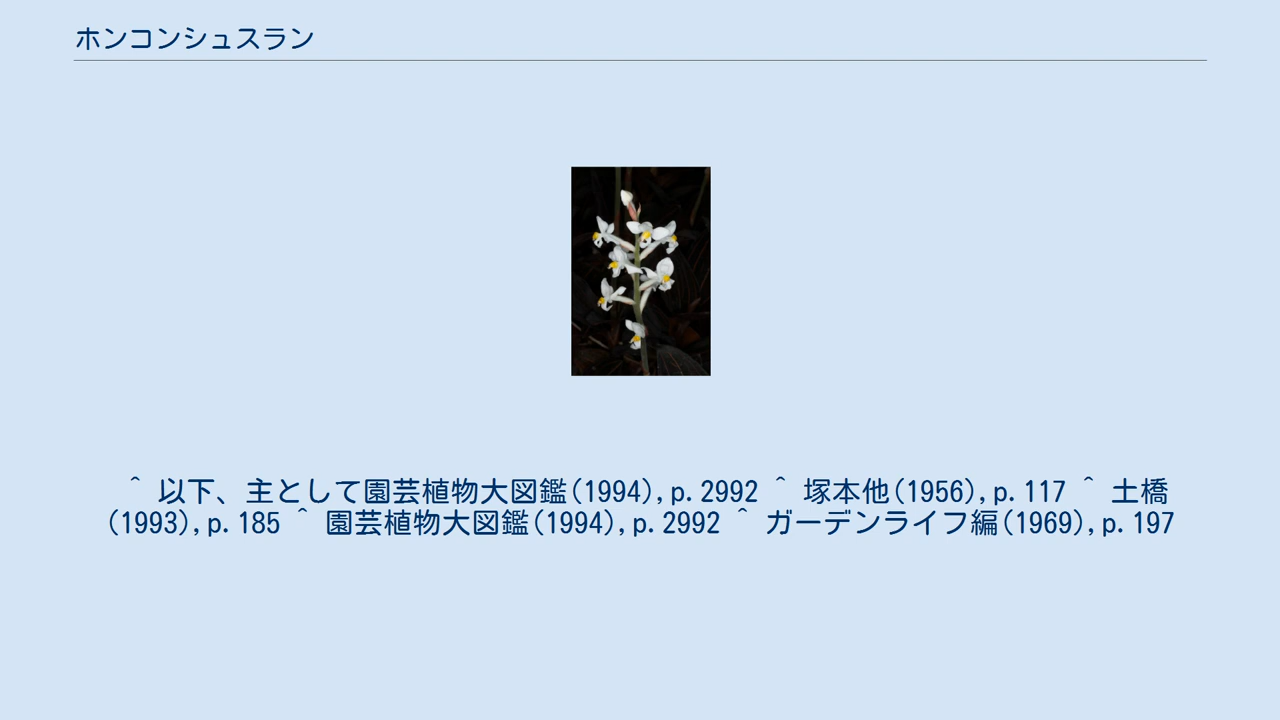 ホンコンシュスラン
^ 以下、主として園芸植物大図鑑(1994),p.2992 ^ 塚本他(1956),p.117 ^ 土橋
(1993),p.185 ^ 園芸植物大図鑑(1994),p.2992 ^ ガーデンライフ編(1969),p.197